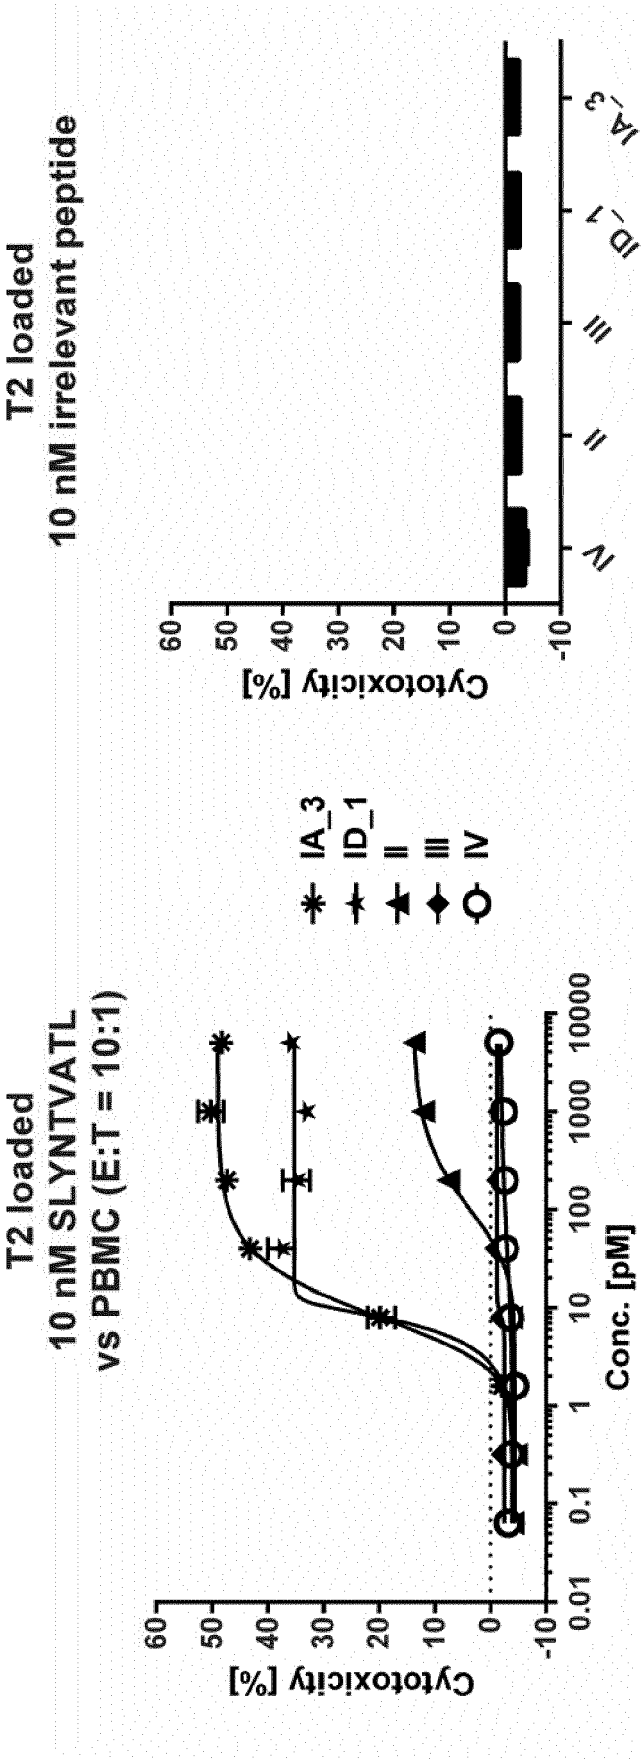 T2 loaded
10 nM SLYNTVATL
vs PBMC (E:T = 10:1)
Cytotoxicity [%]
60
50
40
30
20
10
0
-10
0.01
0.1
1
10
100
1000
10000
Conc. [pM]
IA_3
ID_1
II
III
IV
T2 loaded
10 nM irrelevant peptide
Cytotoxicity [%]
60
50
40
30
20
10
0
-10
IV
II
III
ID_1
IA_3